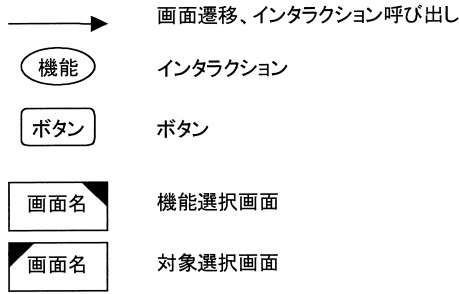 画面遷移、インタラクション呼び出し
機能 インタラクション
ボタン ボタン
画面名 機能選択画面
画面名 対象選択画面